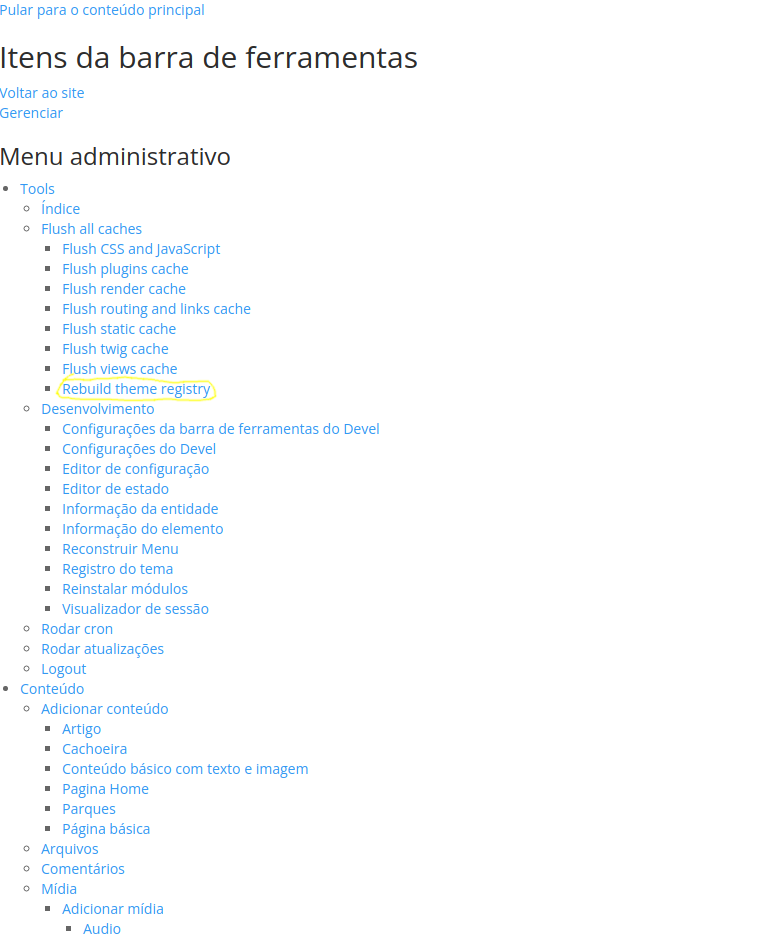 Pular para o conteúdo principal
Itens da barra de ferramentas
Voltar ao site
Gerenciar
Menu administrativo
Tools
Índice
Flush all caches
Flush CSS and JavaScript
Flush plugins cache
Flush render cache
Flush routing and links cache
Flush static cache
Flush twig cache
Flush views cache
Rebuild theme registry
Desenvolvimento
Configurações da barra de ferramentas do Devel
Configurações do Devel
Editor de configuração
Editor de estado
Informação da entidade
Informação do elemento
Reconstruir Menu
Registro do tema
Reinstalar módulos
Visualizador de sessão
Rodar cron
Rodar atualizações
Logout
Conteúdo
Adicionar conteúdo
Artigo
Cachoeira
Conteúdo básico com texto e imagem
Pagina Home
Parques
Página básica
Arquivos
Comentários
Mídia
Adicionar mídia
Audio